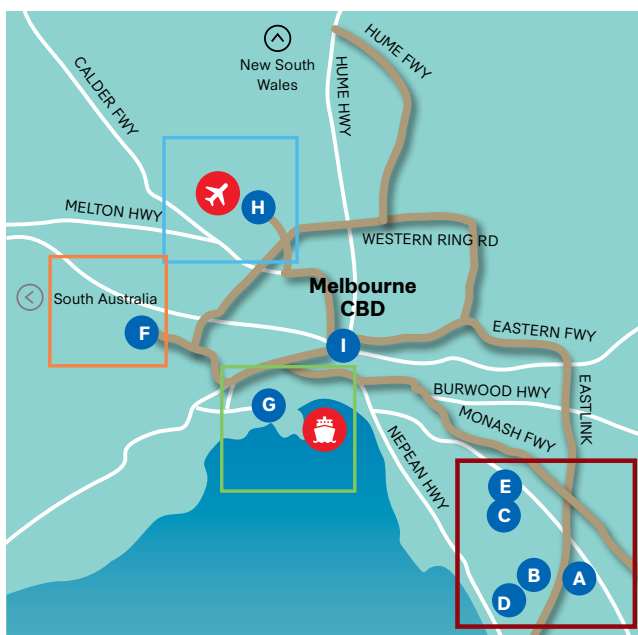 HUME FWY
New South
Wales
CALDER FWY
HUME HWY
H
MELTON HWY
WESTERN RING RD
Melbourne
CBD
South Australia
F
I
EASTERN FWY
EASTLINK
BURWOOD HWY
G
MONASH FWY
NEPEAN HWY
E
C
B
A
D